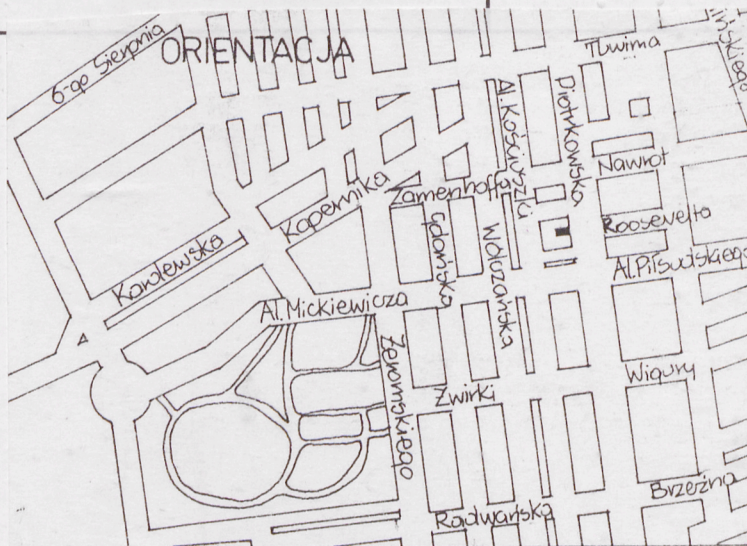 ORIENTACJA
6-go Sierpnia
Tuwima
Al. Kościuszki
Piotrkowska
Nawrot
Kopernika
Zamenhoffa
Roosevelta
Gdańska
Wólczańska
Karolewska
Al. Piłsudskiego
Al. Mickiewicza
Żeromskiego
Żwirki
Wigury
Brzeźna
Radwańska